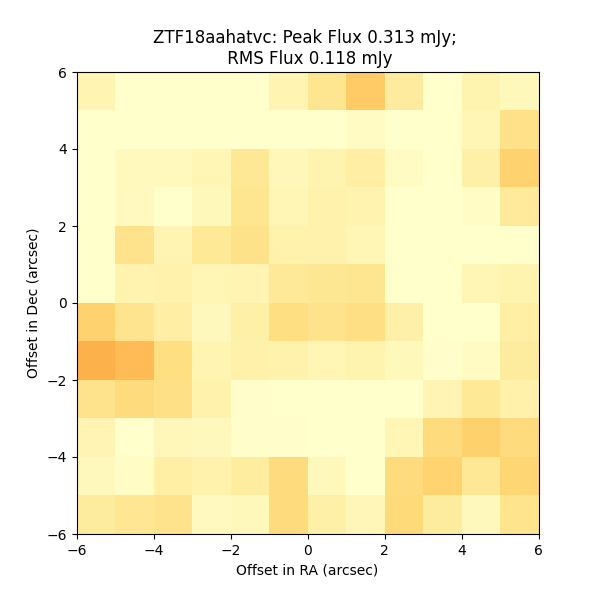 ZTF18aahatvc: Peak Flux 0.313 mJy;
RMS Flux 0.118 mJy
6
4
2
0
−2
−4
−6
Offset in Dec (arcsec)
−6 −4 −2 0 2 4 6
Offset in RA (arcsec)